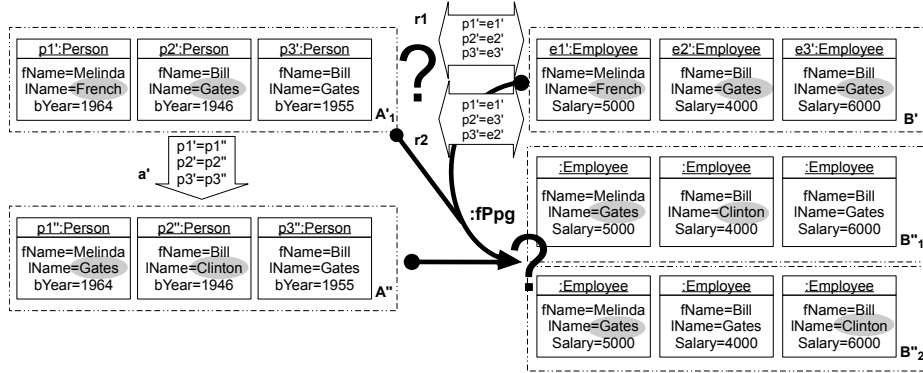 r1
p1'=e1'
p2'=e2'
p3'=e3'
p1':Person
fName=Melinda
lName=French
bYear=1964
p2':Person
fName=Bill
lName=Gates
bYear=1946
p3':Person
fName=Bill
lName=Gates
bYear=1955
A'1
?
e1':Employee
fName=Melinda
lName=French
Salary=5000
e2':Employee
fName=Bill
lName=Gates
Salary=4000
e3':Employee
fName=Bill
lName=Gates
Salary=6000
B'
p1'=e1'
p2'=e3'
p3'=e2'
r2
a'
p1'=p1"
p2'=p2"
p3'=p3"
:fPpg
?
p1":Person
fName=Melinda
lName=Gates
bYear=1964
p2":Person
fName=Bill
lName=Clinton
bYear=1946
p3":Person
fName=Bill
lName=Gates
bYear=1955
A"
:Employee
fName=Melinda
lName=Gates
Salary=5000
:Employee
fName=Bill
lName=Clinton
Salary=4000
:Employee
fName=Bill
lName=Gates
Salary=6000
B"1
:Employee
fName=Melinda
lName=Gates
Salary=5000
:Employee
fName=Bill
lName=Gates
Salary=4000
:Employee
fName=Bill
lName=Clinton
Salary=6000
B"2